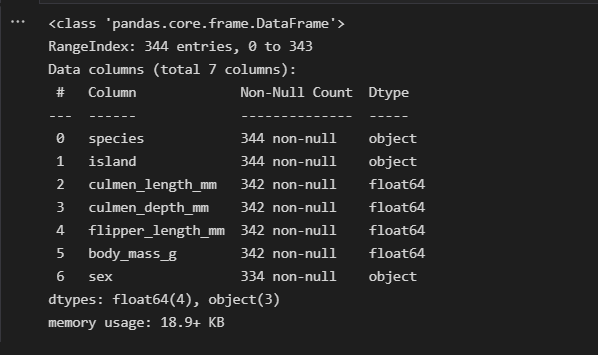 <class 'pandas.core.frame.DataFrame'>
RangeIndex: 344 entries, 0 to 343
Data columns (total 7 columns):
 #   Column             Non-Null Count  Dtype
---  ------             --------------  -----
 0   species            344 non-null    object
 1   island             344 non-null    object
 2   culmen_length_mm   342 non-null    float64
 3   culmen_depth_mm    342 non-null    float64
 4   flipper_length_mm  342 non-null    float64
 5   body_mass_g        342 non-null    float64
 6   sex                334 non-null    object
dtypes: float64(4), object(3)
memory usage: 18.9+ KB